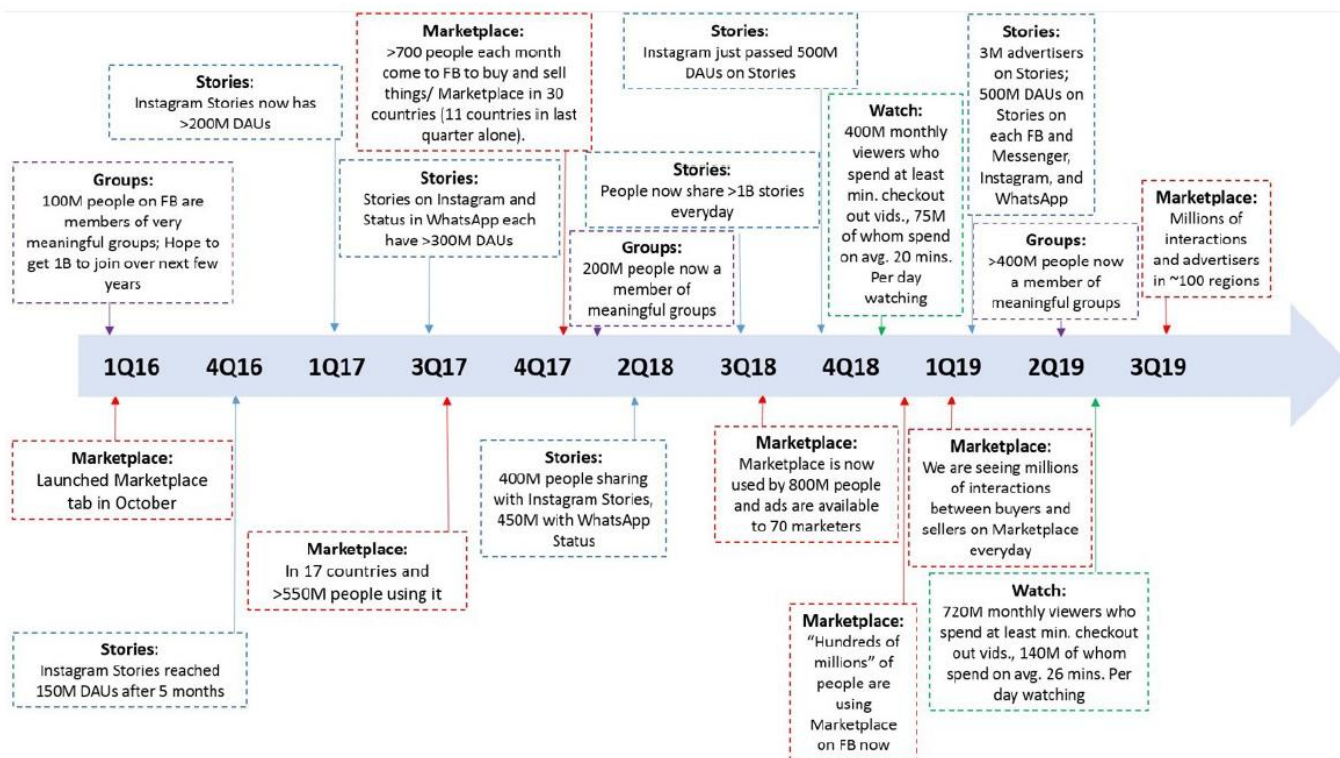 Marketplace:
>700 people each month
come to FB to buy and sell
things/ Marketplace in 30
countries (11 countries in last
quarter alone).
Stories:
Instagram just passed 500M
DAUs on Stories
Stories:
3M advertisers
on Stories;
500M DAUs on
Stories on
each FB and
Messenger,
Instagram, and
WhatsApp
Stories:
Instagram Stories now has
>200M DAUs
Watch:
400M monthly
viewers who
spend at least
min. checkout
out vids., 75M
of whom spend
on avg. 20 mins.
Per day
watching
Groups:
100M people on FB are
members of very
meaningful groups; Hope to
get 1B to join over next few
years
Stories:
Stories on Instagram and
Status in WhatsApp each
have >300M DAUs
Stories:
People now share >1B stories
everyday
Groups:
200M people now a
member of
meaningful groups
Groups:
>400M people now
a member of
meaningful groups
Marketplace:
Millions of
interactions
and advertisers
in ~100 regions
1Q16 4Q16 1Q17 3Q17 4Q17 2Q18 3Q18 4Q18 1Q19 2Q19 3Q19
Marketplace:
Launched Marketplace
tab in October
Stories:
Instagram Stories reached
150M DAUs after 5 months
Marketplace:
In 17 countries and
>550M people using it
Stories:
400M people sharing
with Instagram Stories,
450M with WhatsApp
Status
Marketplace:
Marketplace is now
used by 800M people
and ads are available
to 70 marketers
Marketplace:
"Hundreds of
millions" of
people are
using
Marketplace
on FB now
Marketplace:
We are seeing millions
of interactions
between buyers and
sellers on Marketplace
everyday
Watch:
720M monthly viewers who
spend at least min. checkout
out vids., 140M of whom
spend on avg. 26 mins. Per
day watching